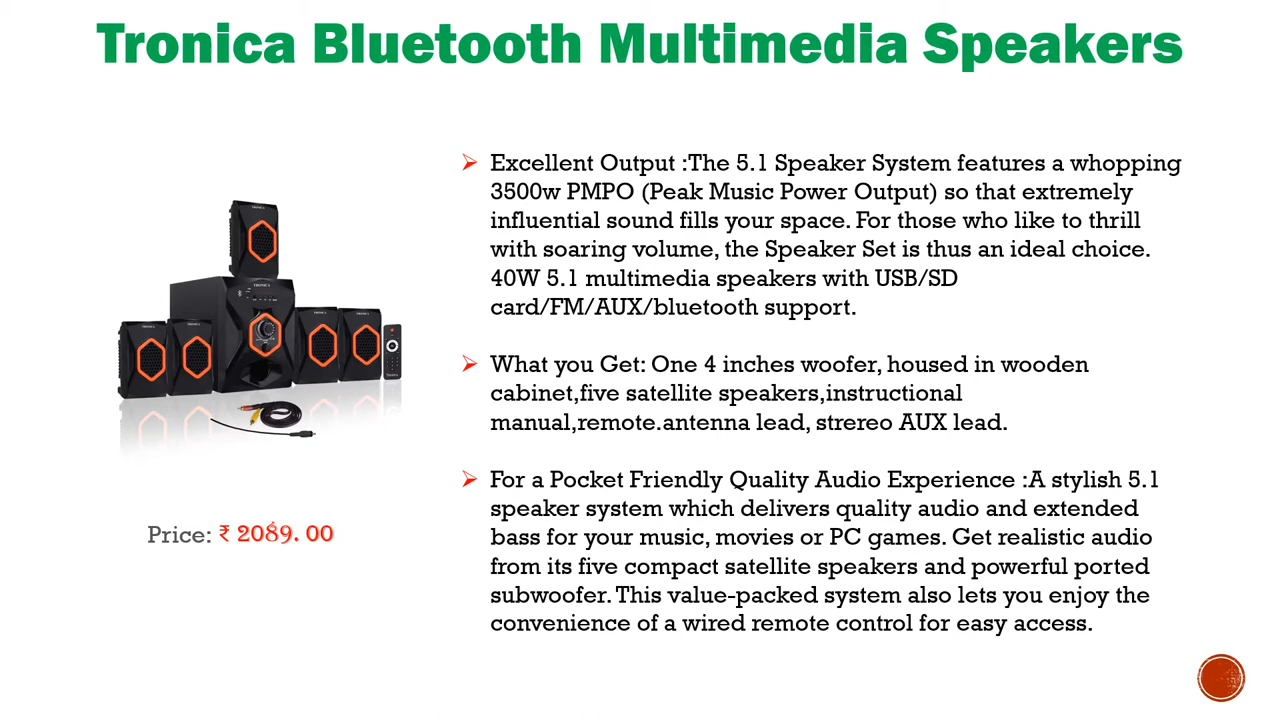 Tronica Bluetooth Multimedia Speakers
Excellent Output :The 5.1 Speaker System features a whopping
3500w PMPO (Peak Music Power Output) so that extremely
influential sound fills your space. For those who like to thrill
with soaring volume, the Speaker Set is thus an ideal choice.
40W 5.1 multimedia speakers with USB/SD
card/FM/AUX/bluetooth support.
What you Get: One 4 inches woofer, housed in wooden
cabinet,five satellite speakers,instructional
manual,remote.antenna lead, strereo AUX lead.
For a Pocket Friendly Quality Audio Experience :A stylish 5.1
speaker system which delivers quality audio and extended
bass for your music, movies or PC games. Get realistic audio
from its five compact satellite speakers and powerful ported
subwoofer. This value-packed system also lets you enjoy the
convenience of a wired remote control for easy access.
TRONICA
TRONICA
TRONICA
TRONICA
TRONICA
TRONICA
Price: ₹ 2089. 00